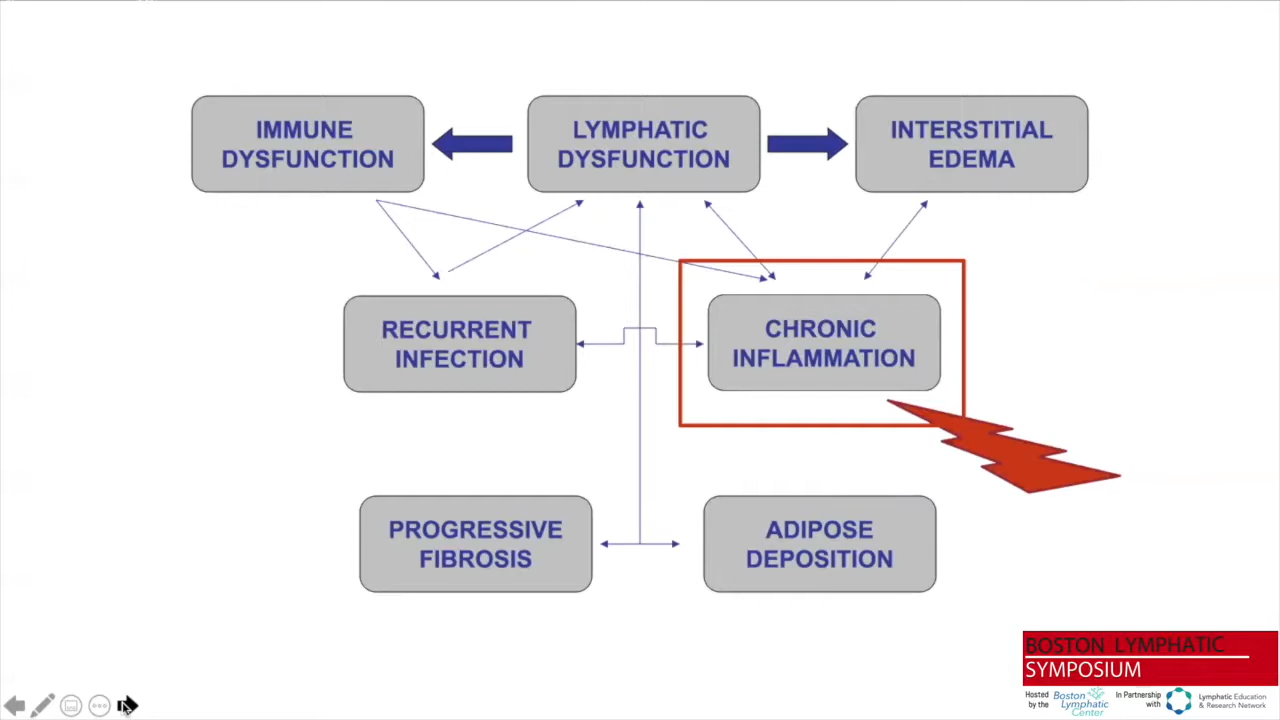 IMMUNE
DYSFUNCTION
LYMPHATIC
DYSFUNCTION
INTERSTITIAL
EDEMA
RECURRENT
INFECTION
CHRONIC
INFLAMMATION
PROGRESSIVE
FIBROSIS
ADIPOSE
DEPOSITION
BOSTON LYMPHATIC
SYMPOSIUM
Hosted
by the
Boston
Lymphatic
Center
In Partnership
with
Lymphatic Education
& Research Network